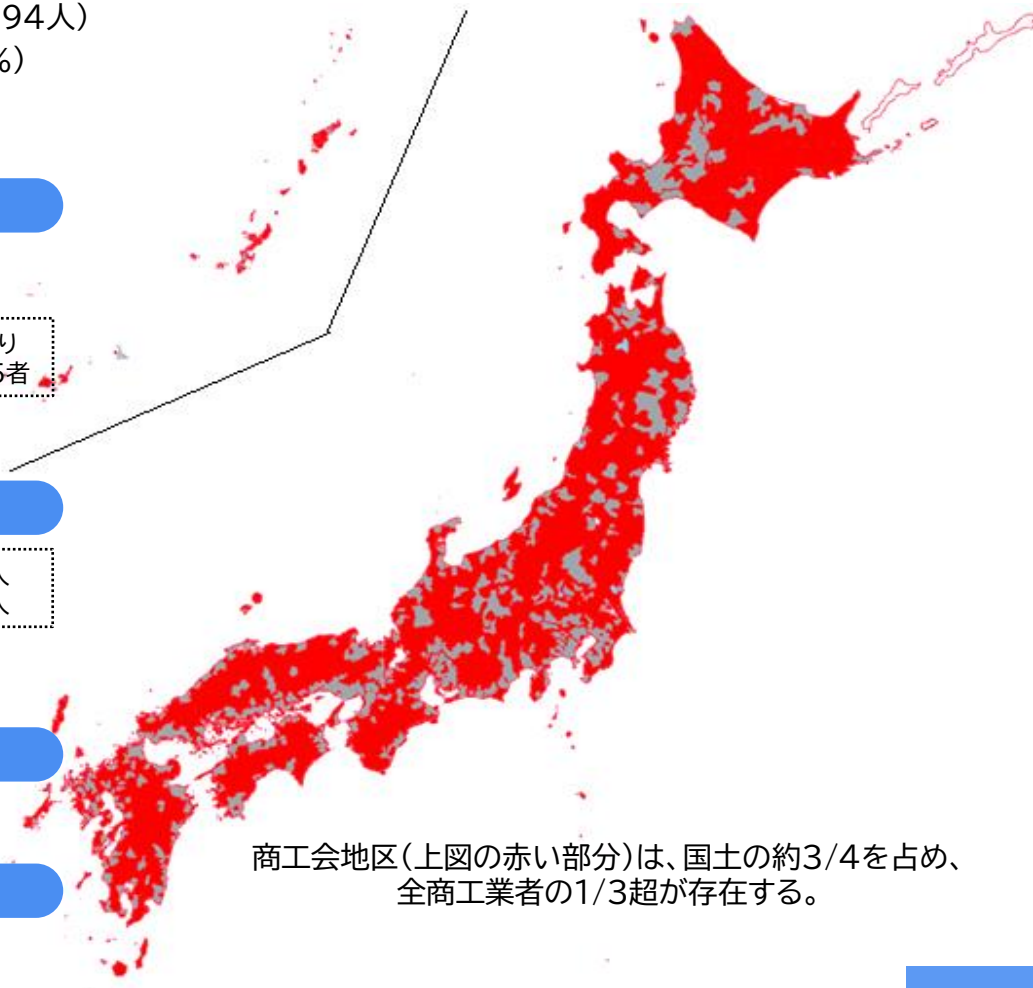 94人）
%）
り
者
人
人
商工会地区（上図の赤い部分）は、国土の約3/4を占め、
全商工業者の1/3超が存在する。